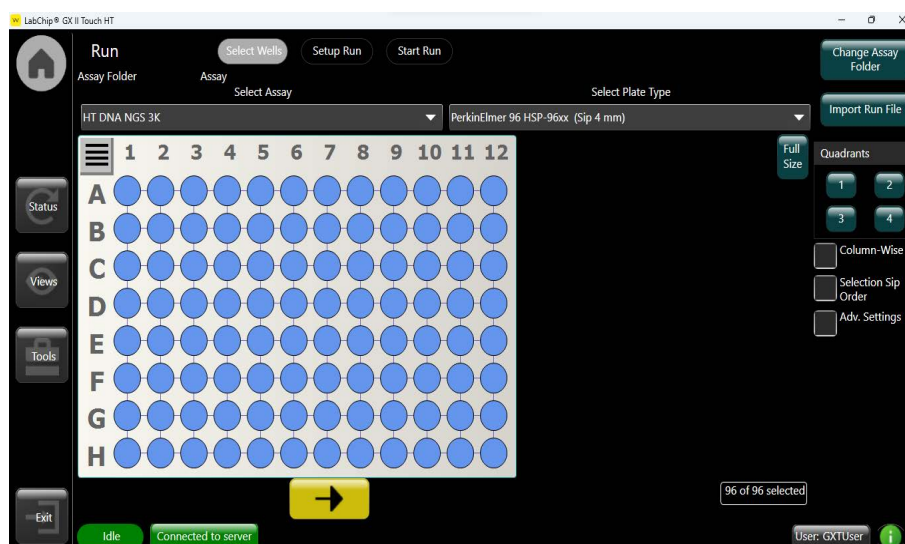 LabChip® GX II Touch HT
Run
Select Wells
Setup Run
Start Run
Change Assay
Folder
Assay Folder
Assay
Select Assay
Select Plate Type
HT DNA NGS 3K
PerkinElmer 96 HSP-96xx (Sip 4 mm)
Import Run File
1 2 3 4 5 6 7 8 9 10 11 12
Full
Size
Quadrants
A
B
C
D
E
F
G
H
1 2
3 4
Column-Wise
Selection Sip
Order
Adv. Settings
Status
Views
Tools
Exit
96 of 96 selected
Idle
Connected to server
User: GXTUser
i